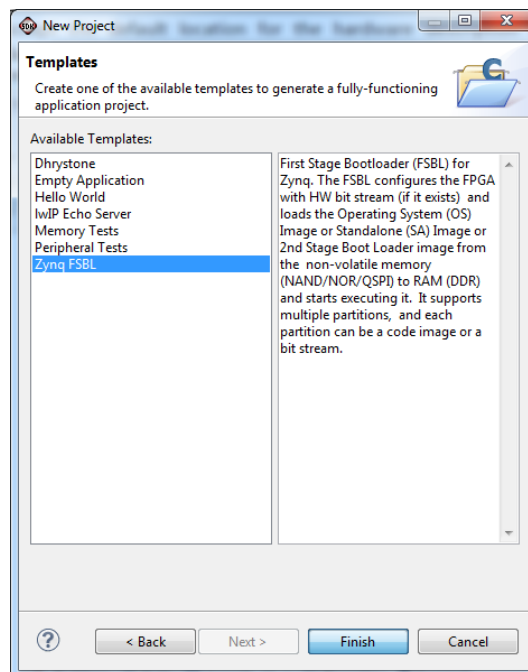 New Project
fault location for the hardware
Templates
Create one of the available templates to generate a fully-functioning
application project.
Available Templates:
Dhrystone
Empty Application
Hello World
lwIP Echo Server
Memory Tests
Peripheral Tests
Zynq FSBL
First Stage Bootloader (FSBL) for
Zynq. The FSBL configures the FPGA
with HW bit stream (if it exists) and
loads the Operating System (OS)
Image or Standalone (SA) Image or
2nd Stage Boot Loader image from
the non-volatile memory
(NAND/NOR/QSPI) to RAM (DDR)
and starts executing it. It supports
multiple partitions, and each
partition can be a code image or a
bit stream.
? < Back Next > Finish Cancel